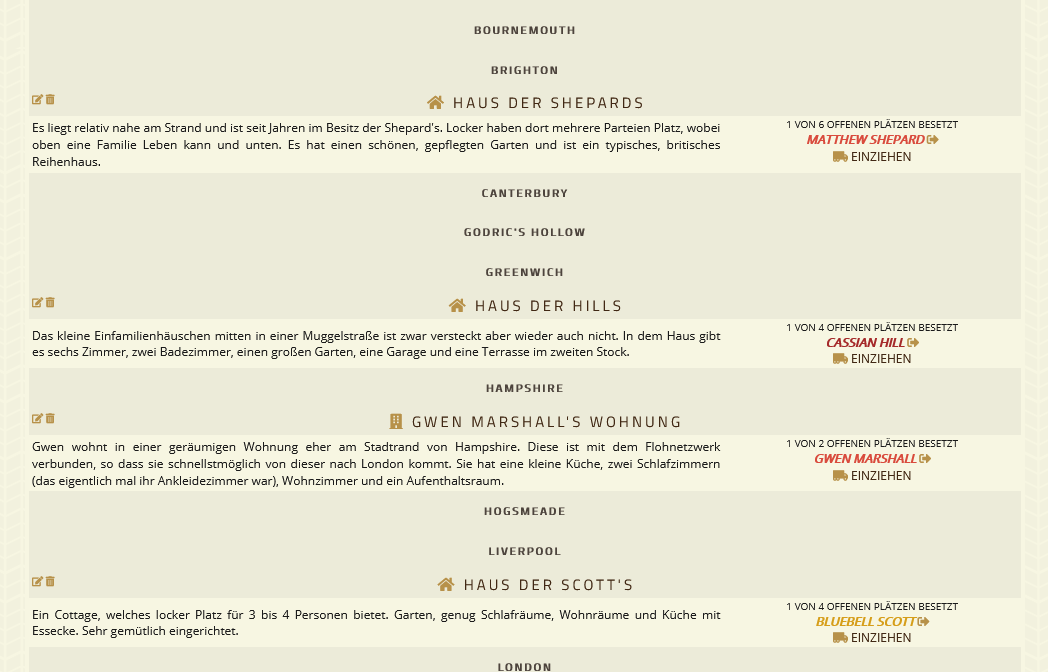 BOURNEMOUTH
BRIGHTON
HAUS DER SHEPARDS
Es liegt relativ nahe am Strand und ist seit Jahren im Besitz der Shepard's. Locker haben dort mehrere Parteien Platz, wobei
oben eine Familie Leben kann und unten. Es hat einen schönen, gepflegten Garten und ist ein typisches, britisches
Reihenhaus.
1 VON 6 OFFENEN PLÄTZEN BESETZT
MATTHEW SHEPARD
EINZIEHEN
CANTERBURY
GODRIC'S HOLLOW
GREENWICH
HAUS DER HILLS
Das kleine Einfamilienhäuschen mitten in einer Muggelstraße ist zwar versteckt aber wieder auch nicht. In dem Haus gibt
es sechs Zimmer, zwei Badezimmer, einen großen Garten, eine Garage und eine Terrasse im zweiten Stock.
1 VON 4 OFFENEN PLÄTZEN BESETZT
CASSIAN HILL
EINZIEHEN
HAMPSHIRE
GWEN MARSHALL'S WOHNUNG
Gwen wohnt in einer geräumigen Wohnung eher am Stadtrand von Hampshire. Diese ist mit dem Flohnetzwerk
verbunden, so dass sie schnellstmöglich von dieser nach London kommt. Sie hat eine kleine Küche, zwei Schlafzimmern
(das eigentlich mal ihr Ankleidezimmer war), Wohnzimmer und ein Aufenthaltsraum.
1 VON 2 OFFENEN PLÄTZEN BESETZT
GWEN MARSHALL
EINZIEHEN
HOGSMEADE
LIVERPOOL
HAUS DER SCOTT'S
Ein Cottage, welches locker Platz für 3 bis 4 Personen bietet. Garten, genug Schlafräume, Wohnräume und Küche mit
Essecke. Sehr gemütlich eingerichtet.
1 VON 4 OFFENEN PLÄTZEN BESETZT
BLUEBELL SCOTT
EINZIEHEN
LONDON